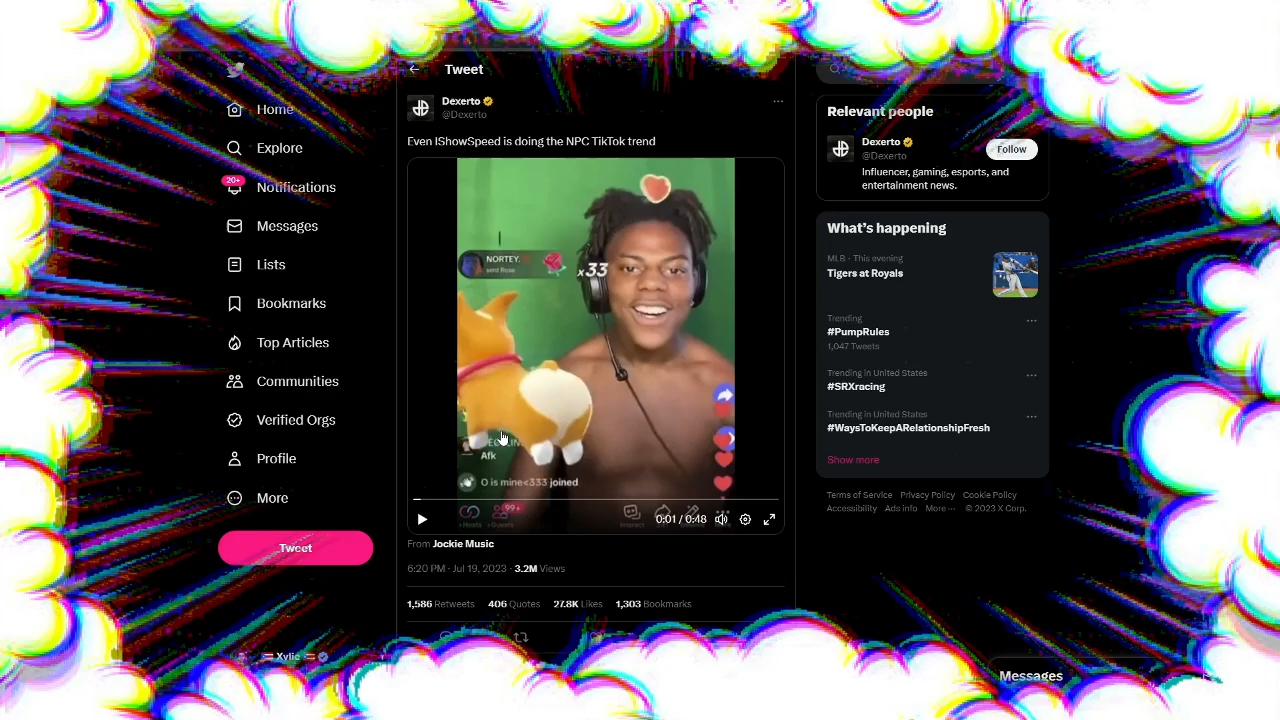 Home
Explore
20+
Notifications
Messages
Lists
Bookmarks
Top Articles
Communities
Verified Orgs
Profile
More
Tweet
Xylie
Tweet
Dexerto
@Dexerto
Even IShowSpeed is doing the NPC TikTok trend
NORTEY.
send Rose
x33
Afk
O is mine<333 joined
99+
0:01 / 0:48
From Jockie Music
6:20 PM · Jul 19, 2023 · 3.2M Views
1,586 Retweets 406 Quotes 27.8K Likes 1,303 Bookmarks
Relevant people
Dexerto
@Dexerto
Follow
Influencer, gaming, esports, and
entertainment news.
What's happening
MLB · This evening
Tigers at Royals
Trending
#PumpRules
1,047 Tweets
Trending in United States
#SRXracing
Trending in United States
#WaysToKeepARelationshipFresh
Show more
Terms of Service Privacy Policy Cookie Policy
Accessibility Ads info More ··· © 2023 X Corp.
Messages